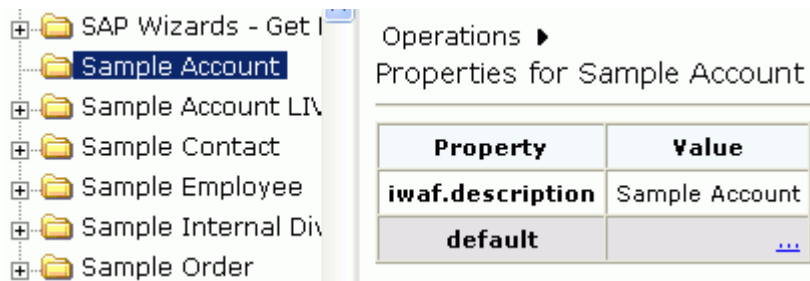 SAP Wizards - Get
Sample Account
Sample Account LIV
Sample Contact
Sample Employee
Sample Internal Div
Sample Order
Operations
Properties for Sample Account
Property Value
iwaf.description Sample Account
default ...